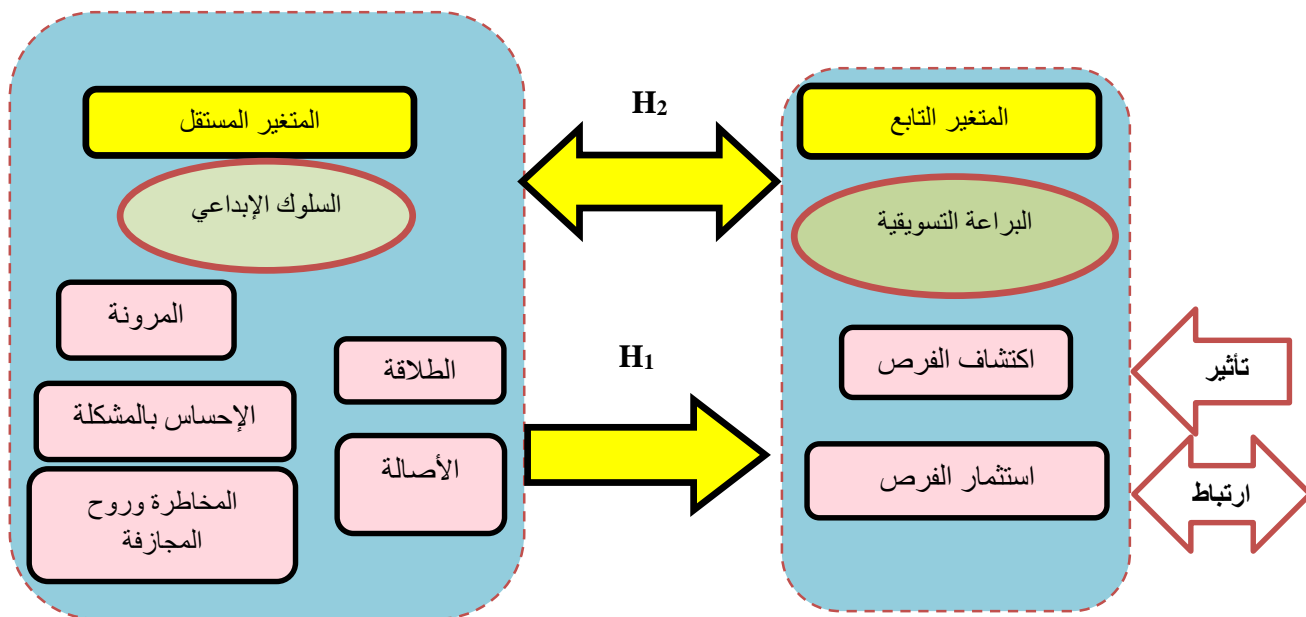 المتغير المستقل
السلوك الإبداعي
المرونة
الطلاقة
الإحساس بالمشكلة
الأصالة
المخاطرة وروح
المجازفة
H₂
H₁
المتغير التابع
البراعة التسويقية
اكتشاف الفرص
استثمار الفرص
تأثير
ارتباط